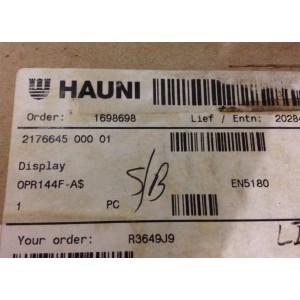 HAUNI
Order: 1698698 Lief / Entn: 20284
2176645 000 01
Display
OPR144F-A$ EN5180
1 PC S/B
Your order: R3649J9